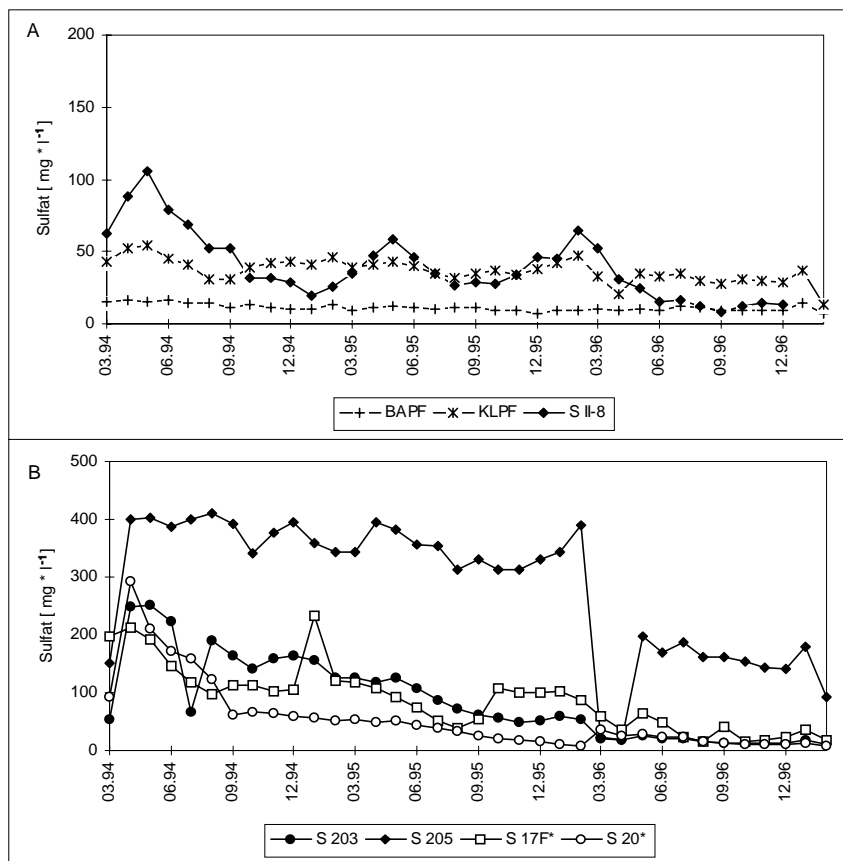 A
200
150
100
50
0
Sulfat [ mg * l⁻¹ ]
03.94 06.94 09.94 12.94 03.95 06.95 09.95 12.95 03.96 06.96 09.96 12.96
BAPF KLPF S II-8
B
500
400
300
200
100
0
Sulfat [ mg * l⁻¹ ]
03.94 06.94 09.94 12.94 03.95 06.95 09.95 12.95 03.96 06.96 09.96 12.96
S 203 S 205 S 17F* S 20*